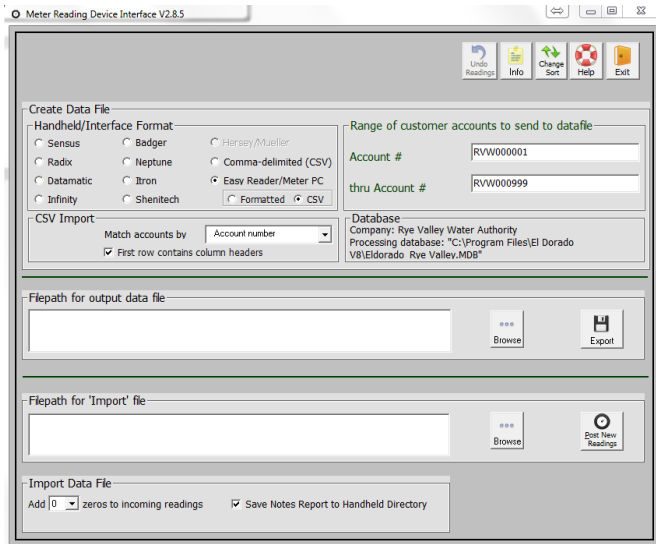 Meter Reading Device Interface V2.8.5
Undo Readings
Info
Change Sort
Help
Exit
Create Data File
Handheld/Interface Format
Sensus
Badger
Hersey/Mueller
Radix
Neptune
Comma-delimited (CSV)
Datamatic
Itron
Easy Reader/Meter PC
Infinity
Shenitech
Formatted
CSV
Range of customer accounts to send to datafile
Account #
RVW000001
thru Account #
RVW000999
CSV Import
Match accounts by
Account number
First row contains column headers
Database
Company: Rye Valley Water Authority
Processing database: "C:\Program Files\El Dorado
V8\Eldorado Rye Valley.MDB"
Filepath for output data file
Browse
Export
Filepath for 'Import' file
Browse
Post New
Readings
Import Data File
Add 0 zeros to incoming readings
Save Notes Report to Handheld Directory